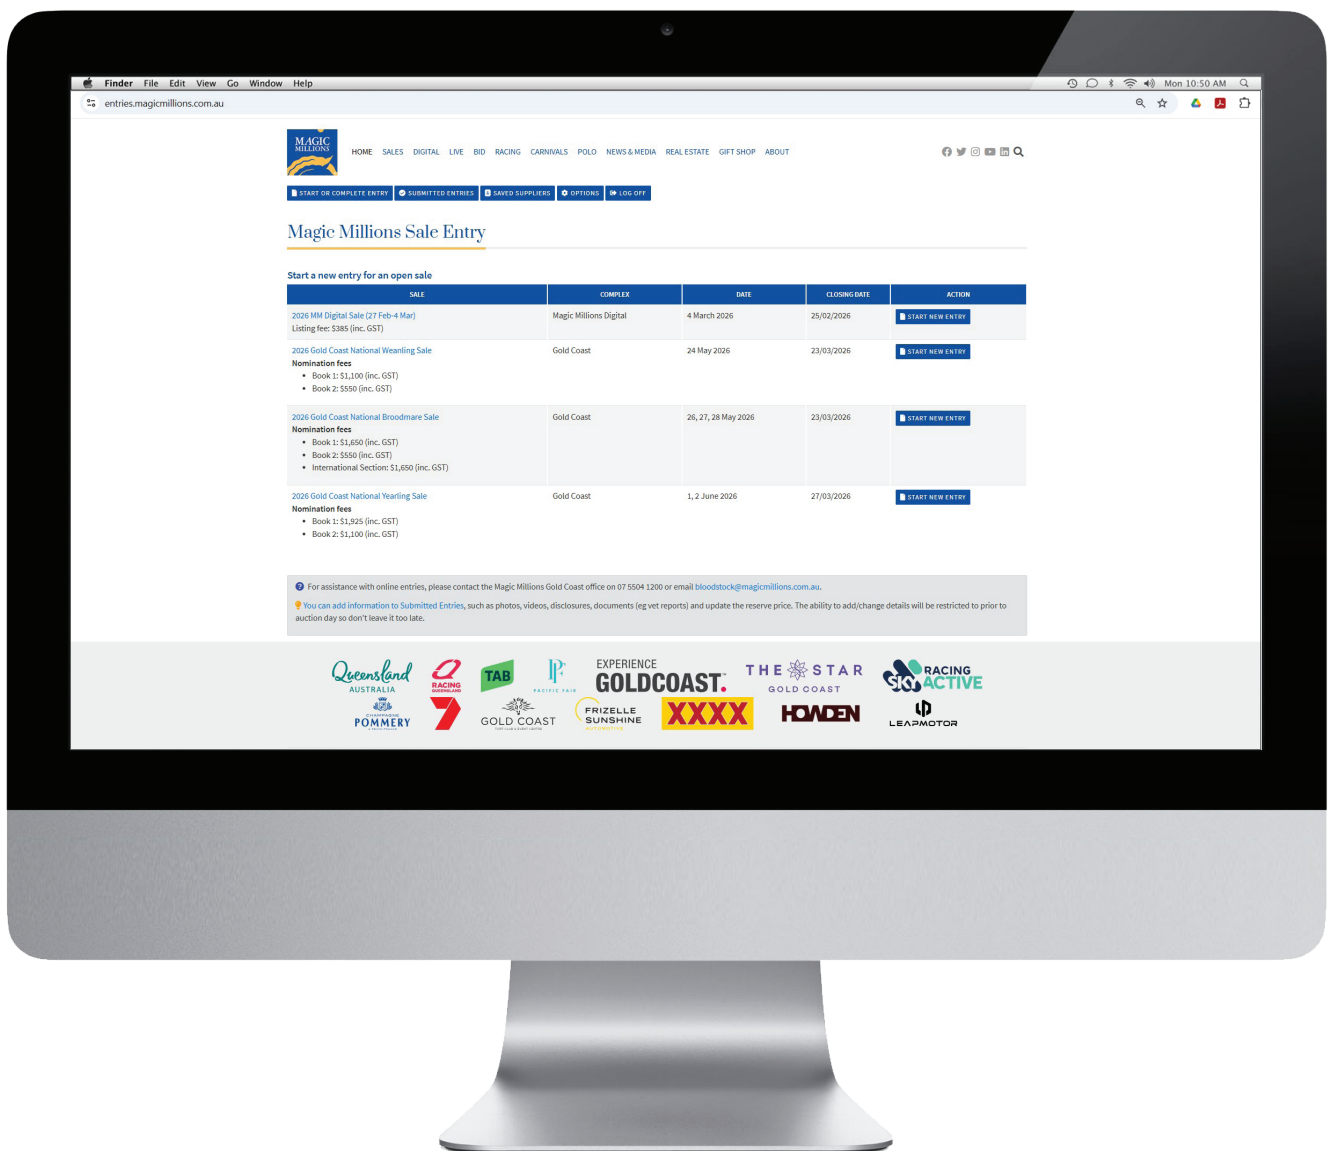 Finder File Edit View Go Window Help Mon 10:50 AM
entries.magicmillions.com.au
MAGIC
MILLIONS
HOME SALES DIGITAL LIVE BID RACING CARNIVALS POLO NEWS & MEDIA REAL ESTATE GIFT SHOP ABOUT
START OR COMPLETE ENTRY SUBMITTED ENTRIES SAVED SUPPLIERS OPTIONS LOG OFF
Magic Millions Sale Entry
Start a new entry for an open sale
SALE COMPLEX DATE CLOSING DATE ACTION
2026 MM Digital Sale (27 Feb-4 Mar) Magic Millions Digital 4 March 2026 25/02/2026 START NEW ENTRY
Listing fee: $385 (inc. GST)
2026 Gold Coast National Weanling Sale Gold Coast 24 May 2026 23/03/2026 START NEW ENTRY
Nomination fees
• Book 1: $1,100 (inc. GST)
• Book 2: $550 (inc. GST)
2026 Gold Coast National Broodmare Sale Gold Coast 26, 27, 28 May 2026 23/03/2026 START NEW ENTRY
Nomination fees
• Book 1: $1,650 (inc. GST)
• Book 2: $550 (inc. GST)
• International Section: $1,650 (inc. GST)
2026 Gold Coast National Yearling Sale Gold Coast 1, 2 June 2026 27/03/2026 START NEW ENTRY
Nomination fees
• Book 1: $1,925 (inc. GST)
• Book 2: $1,100 (inc. GST)
For assistance with online entries, please contact the Magic Millions Gold Coast office on 07 5504 1200 or email bloodstock@magicmillions.com.au.
You can add information to Submitted Entries, such as photos, videos, disclosures, documents (eg vet reports) and update the reserve price. The ability to add/change details will be restricted to prior to
auction day so don't leave it too late.
Queensland
AUSTRALIA
RACING
QUEENSLAND
TAB
PACIFIC FAIR
EXPERIENCE
GOLDCOAST.
THE STAR
GOLD COAST
SKY RACING
ACTIVE
CHAMPAGNE
POMMERY
7
GOLD COAST
TURF CLUB & EVENT CENTRE
FRIZELLE
SUNSHINE
AUTOMOTIVE
XXXX
HOWDEN
LEAPMOTOR